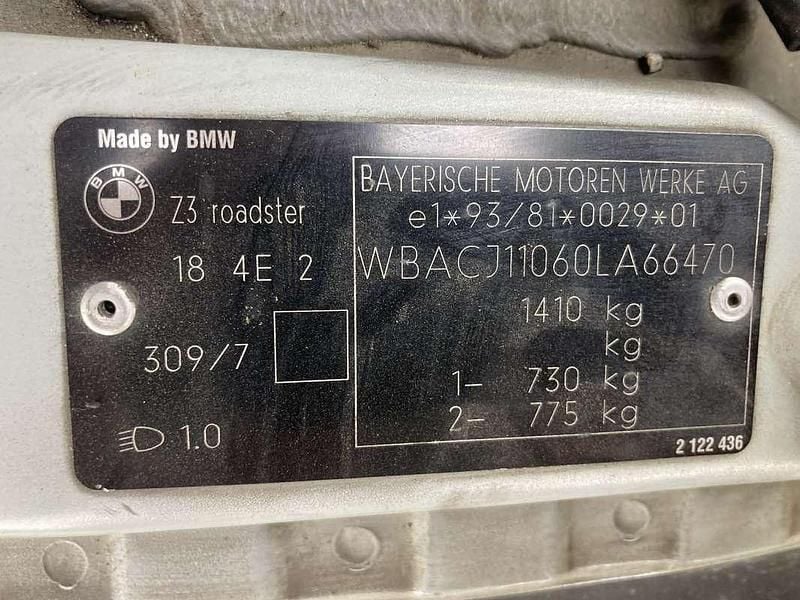 Made by BMW
BMW
Z3 roadster
18 4E 2
309/7
1.0
BAYERISCHE MOTOREN WERKE AG
e1*93/81*0029*01
WBACJ11060LA66470
1410 kg
kg
1- 730 kg
2- 775 kg
2 122 436